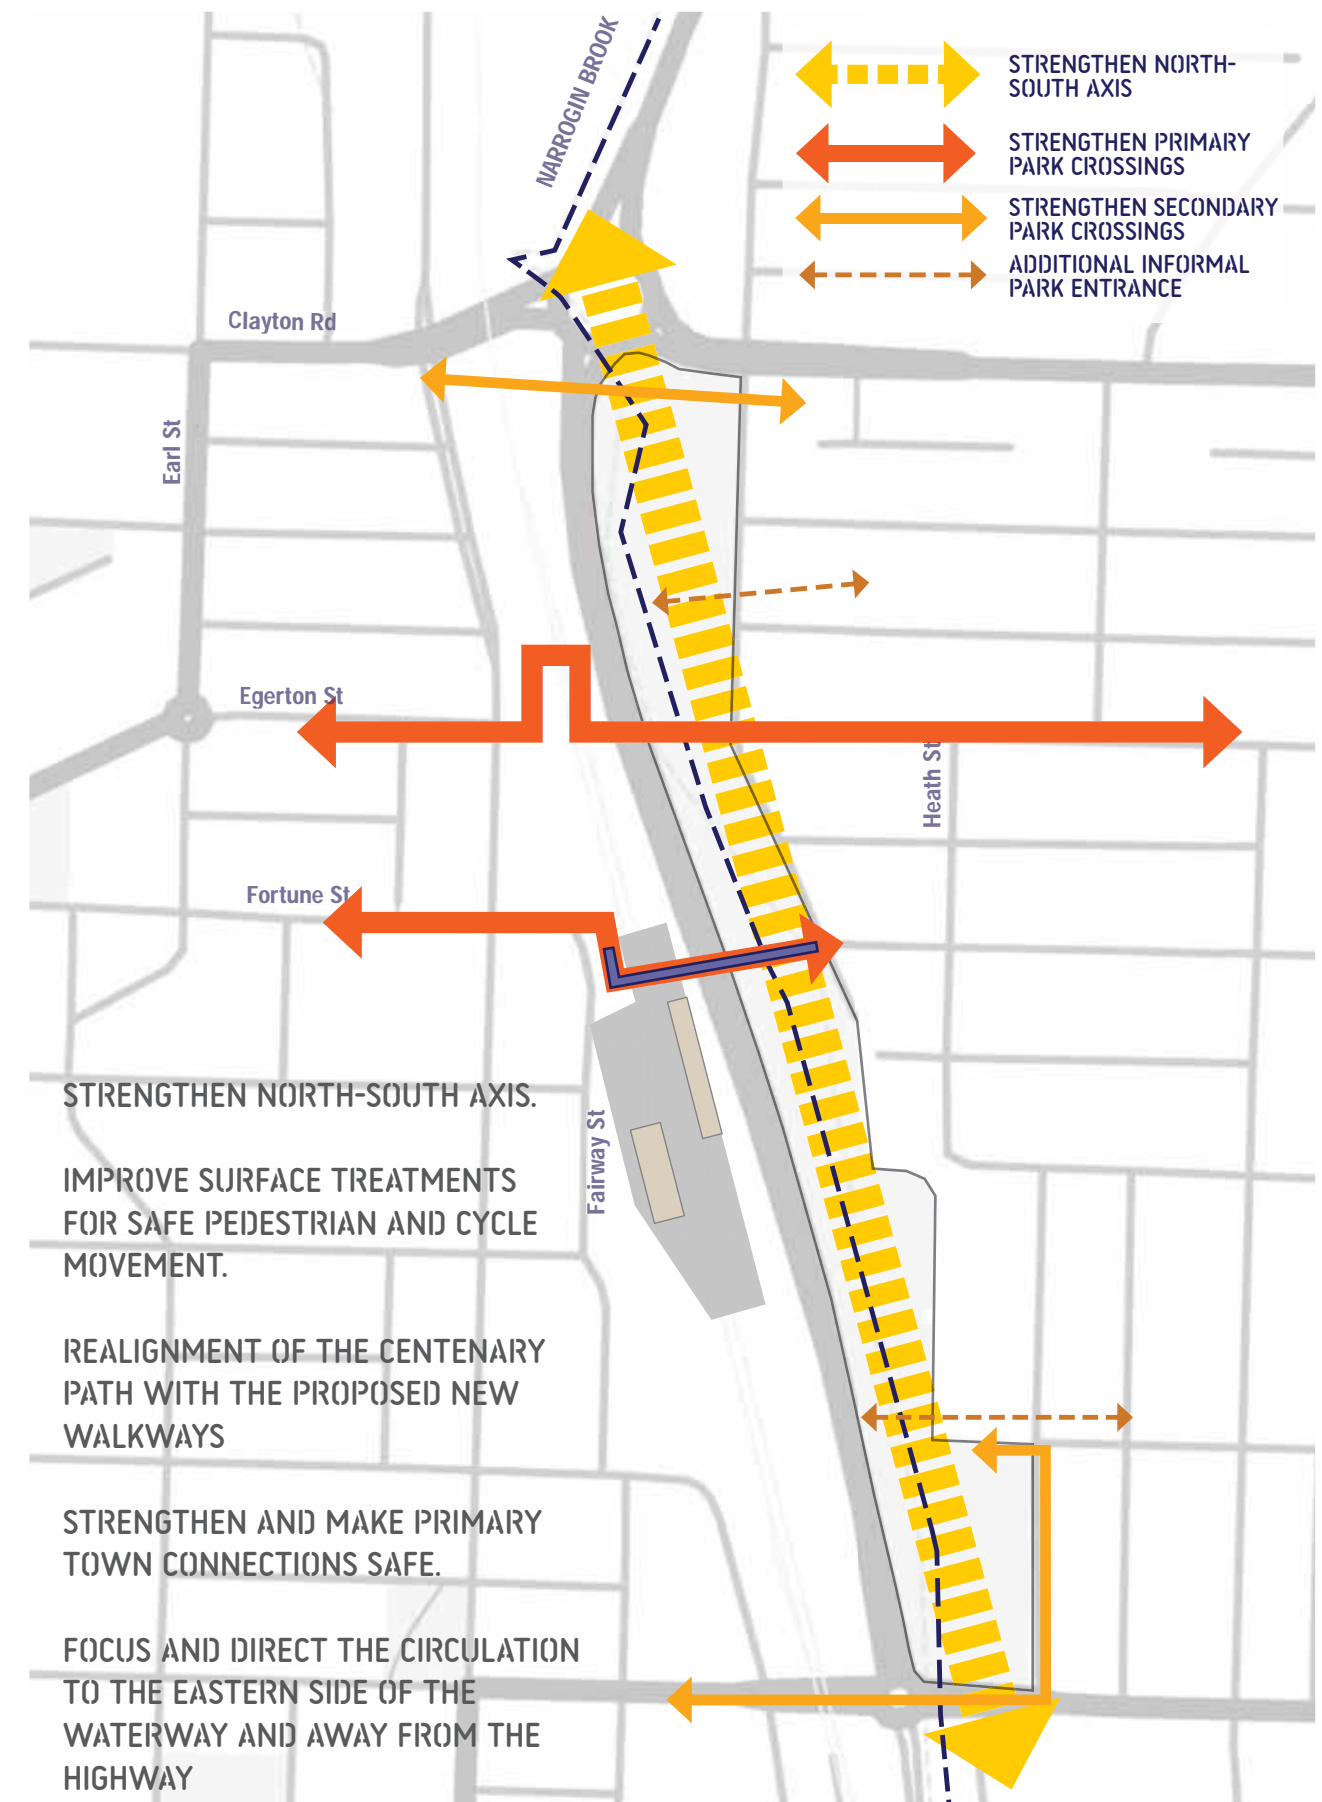 NARROGIN BROOK
STRENGTHEN NORTH-
SOUTH AXIS
STRENGTHEN PRIMARY
PARK CROSSINGS
STRENGTHEN SECONDARY
PARK CROSSINGS
ADDITIONAL INFORMAL
PARK ENTRANCE
Clayton Rd
Earl St
Egerton St
Heath St
Fortune St
Fairway St
STRENGTHEN NORTH-SOUTH AXIS.
IMPROVE SURFACE TREATMENTS
FOR SAFE PEDESTRIAN AND CYCLE
MOVEMENT.
REALIGNMENT OF THE CENTENARY
PATH WITH THE PROPOSED NEW
WALKWAYS
STRENGTHEN AND MAKE PRIMARY
TOWN CONNECTIONS SAFE.
FOCUS AND DIRECT THE CIRCULATION
TO THE EASTERN SIDE OF THE
WATERWAY AND AWAY FROM THE
HIGHWAY